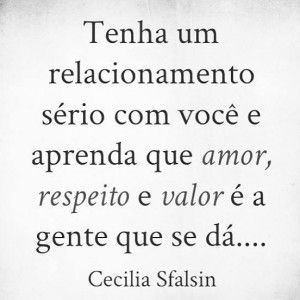 Tenha um
relacionamento
sério com você e
aprenda que amor,
respeito e valor é a
gente que se dá....
Cecilia Sfalsin